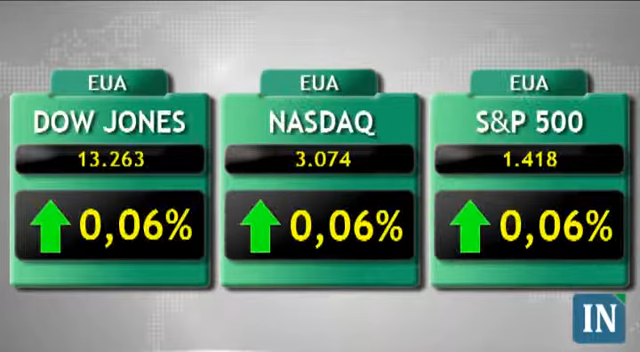 EUA
DOW JONES
13.263
0,06%
EUA
NASDAQ
3.074
0,06%
EUA
S&P 500
1.418
0,06%
IN